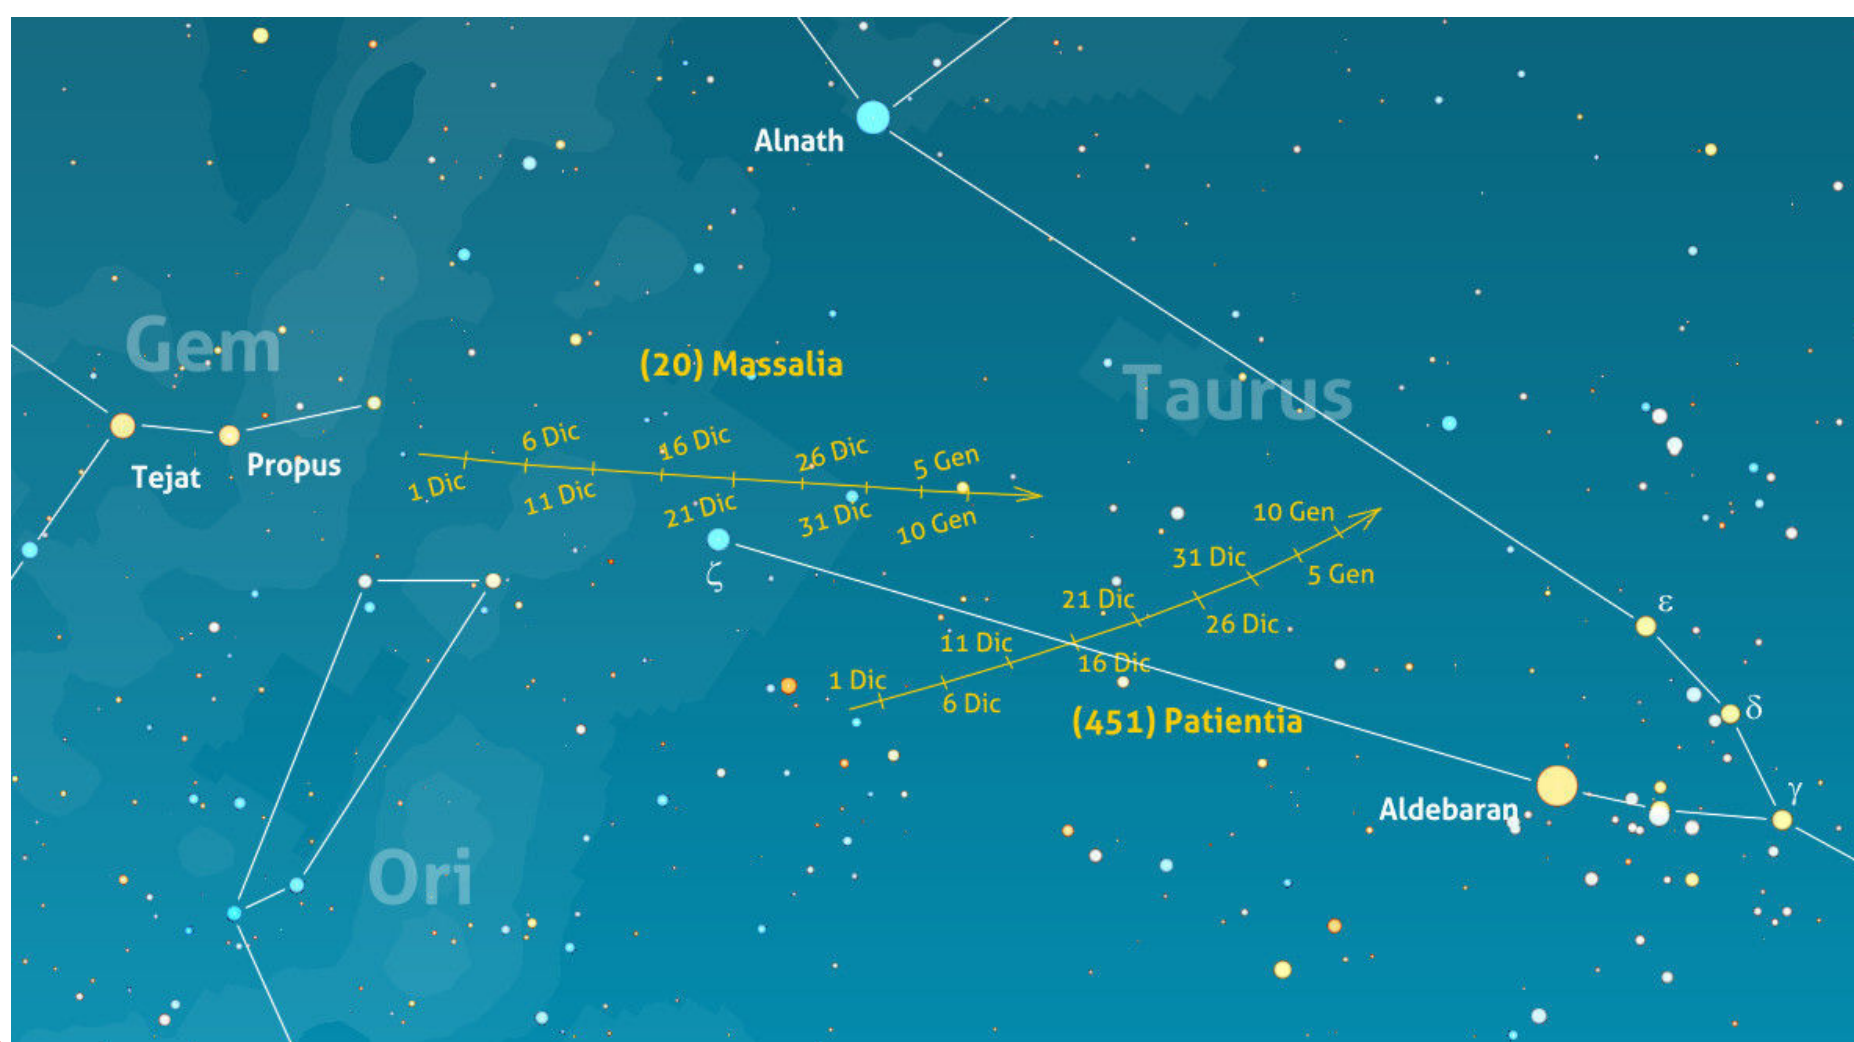 Alnath
Gem
(20) Massalia
Taurus
Tejat
Propus
6 Dic
16 Dic
26 Dic
5 Gen
1 Dic
11 Dic
21 Dic
31 Dic
10 Gen
ζ
10 Gen
31 Dic
5 Gen
21 Dic
26 Dic
11 Dic
16 Dic
1 Dic
6 Dic
(451) Patientia
ε
δ
γ
Aldebaran
Ori